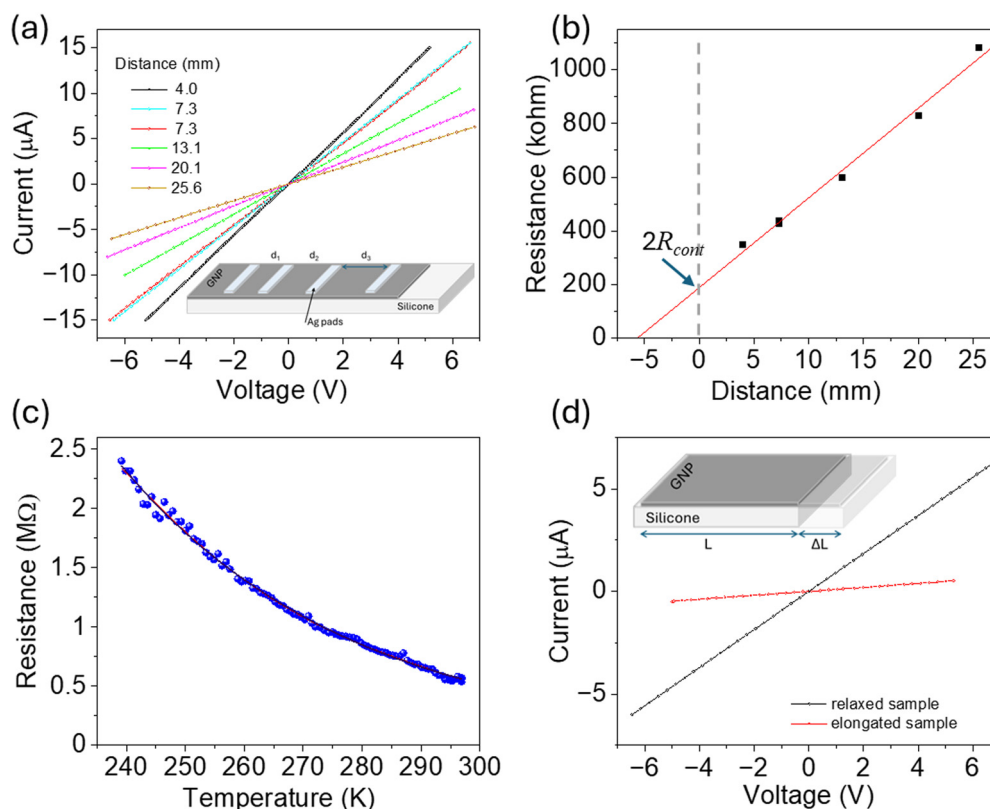 (a)
15
10
5
0
−5
−10
−15
Current (μA)
Distance (mm)
4.0
7.3
7.3
13.1
20.1
25.6
GNP
d1
d2
d3
Ag pads
Silicone
−6 −4 −2 0 2 4 6
Voltage (V)
(b)
1000
800
600
400
200
0
Resistance (kohm)
2Rcont
−5 0 5 10 15 20 25
Distance (mm)
(c)
2.5
2
1.5
1
0.5
0
Resistance (MΩ)
240 250 260 270 280 290 300
Temperature (K)
(d)
5
0
−5
Current (μA)
GNP
Silicone
L
ΔL
relaxed sample
elongated sample
−6 −4 −2 0 2 4 6
Voltage (V)